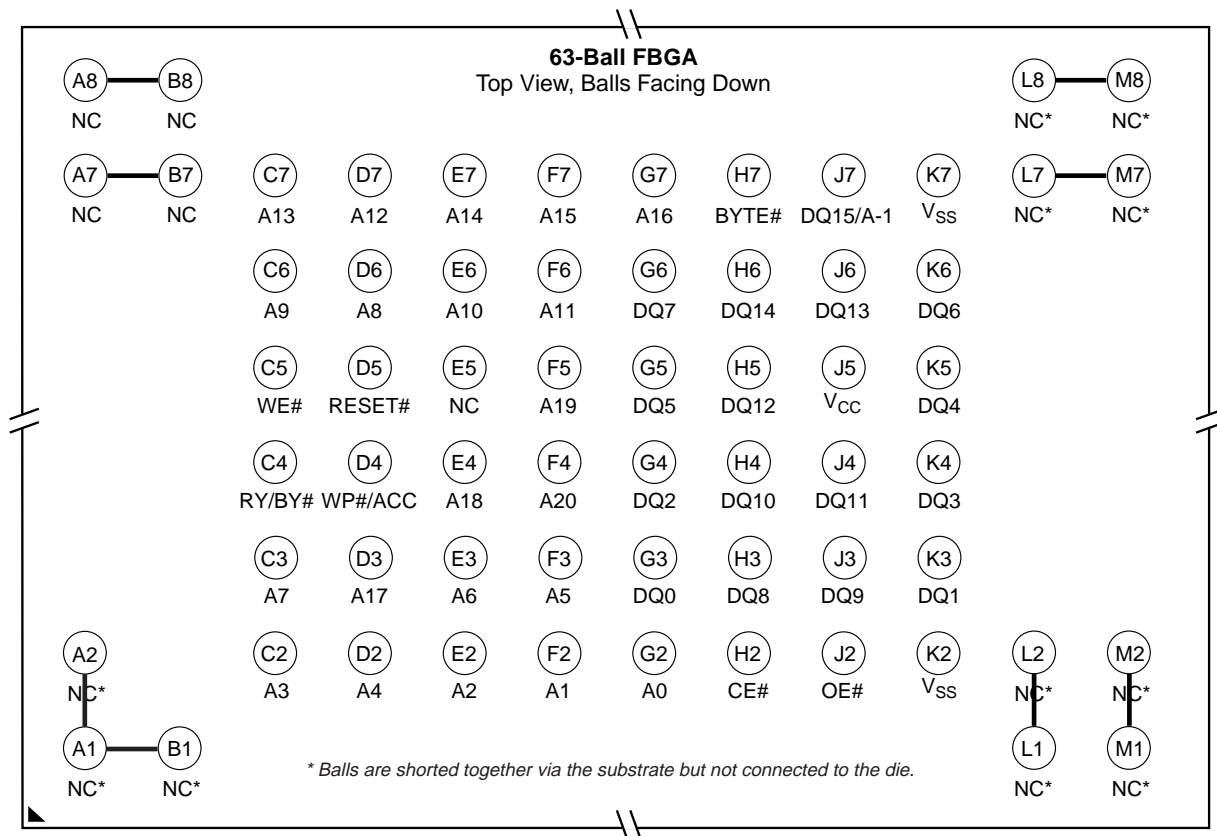 63-Ball FBGA
Top View, Balls Facing Down
A8 B8 L8 M8
NC NC NC* NC*
A7 B7 C7 D7 E7 F7 G7 H7 J7 K7 L7 M7
NC NC A13 A12 A14 A15 A16 BYTE# DQ15/A-1 VSS NC* NC*
C6 D6 E6 F6 G6 H6 J6 K6
A9 A8 A10 A11 DQ7 DQ14 DQ13 DQ6
C5 D5 E5 F5 G5 H5 J5 K5
WE# RESET# NC A19 DQ5 DQ12 VCC DQ4
C4 D4 E4 F4 G4 H4 J4 K4
RY/BY# WP#/ACC A18 A20 DQ2 DQ10 DQ11 DQ3
C3 D3 E3 F3 G3 H3 J3 K3
A7 A17 A6 A5 DQ0 DQ8 DQ9 DQ1
A2 C2 D2 E2 F2 G2 H2 J2 K2 L2 M2
NC* A3 A4 A2 A1 A0 CE# OE# VSS NC* NC*
A1 B1 L1 M1
NC* NC* NC* NC*
* Balls are shorted together via the substrate but not connected to the die.